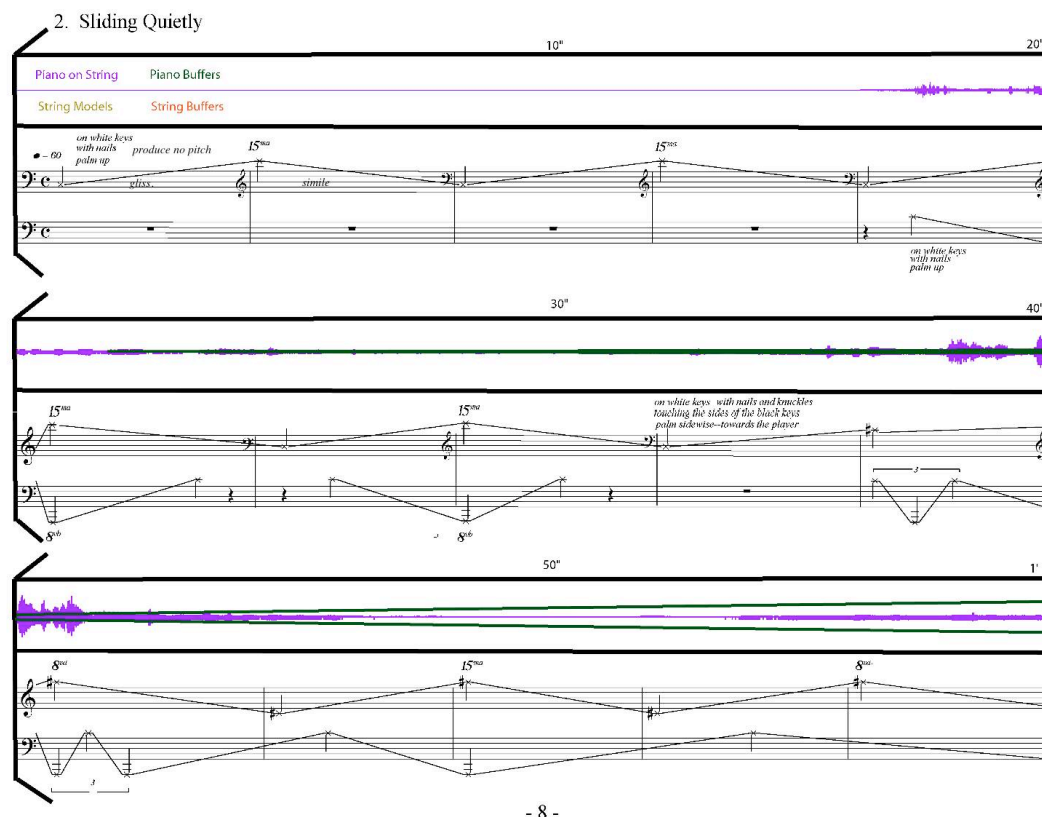 2. Sliding Quietly
10"
20"
Piano on String
Piano Buffers
String Models
String Buffers
on white keys
with nails
palm up
produce no pitch
15ma
15ma
- 60
gliss.
simile
on white keys
with nails
palm up
30"
40"
15ma
15ma
on white keys with nails and knuckles
touching the sides of the black keys
palm sidewise--towards the player
3
8vb
8vb
50"
1'
8va
15ma
8va
3
- 8 -